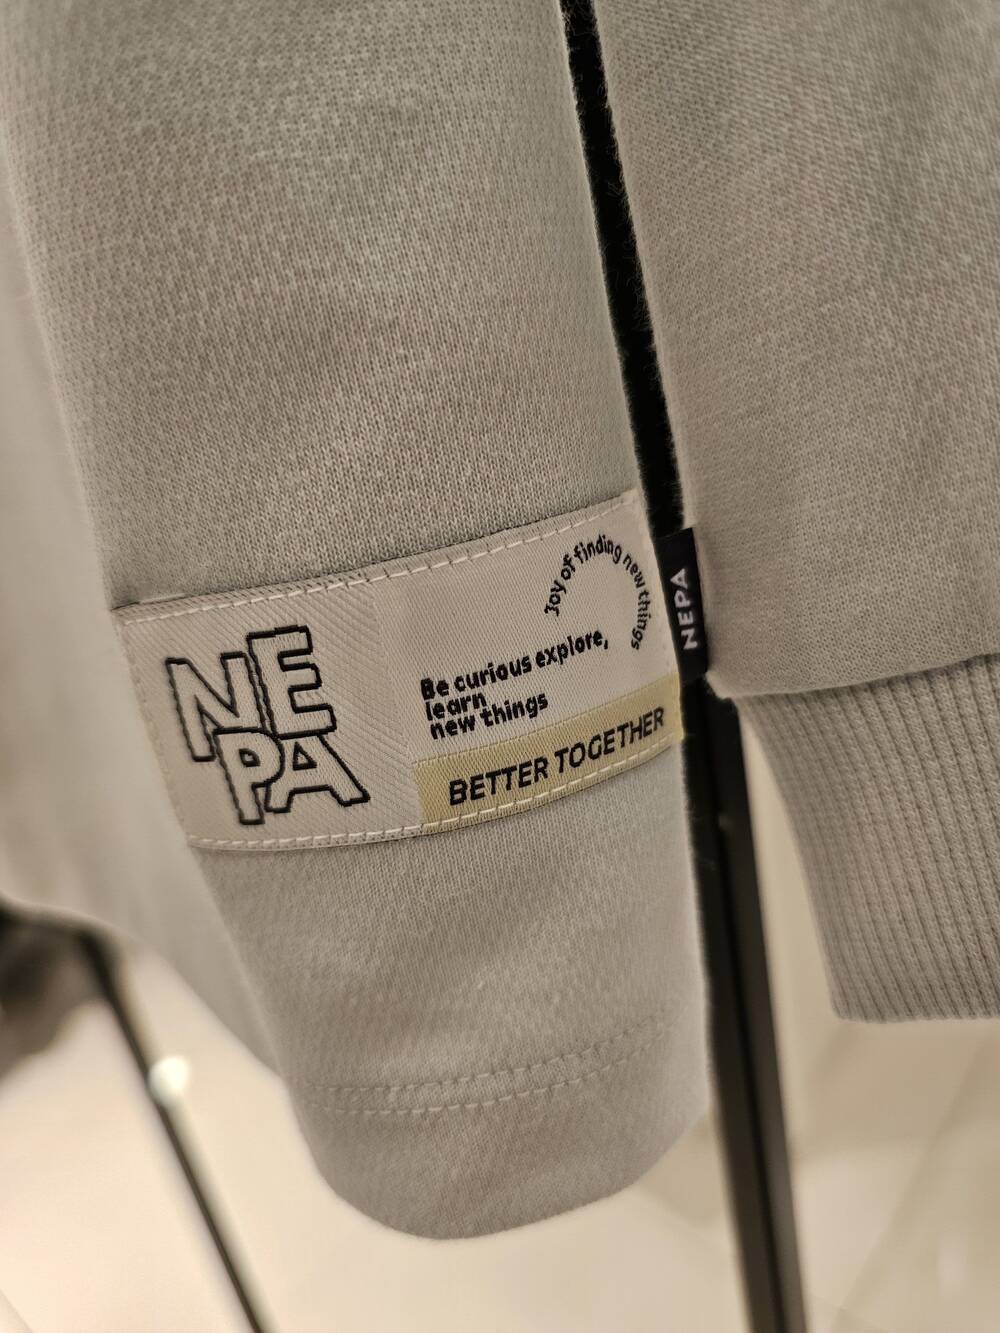 NE
PA
Joy of finding new things
Be curious explore,
learn
new things
BETTER TOGETHER
NEPA